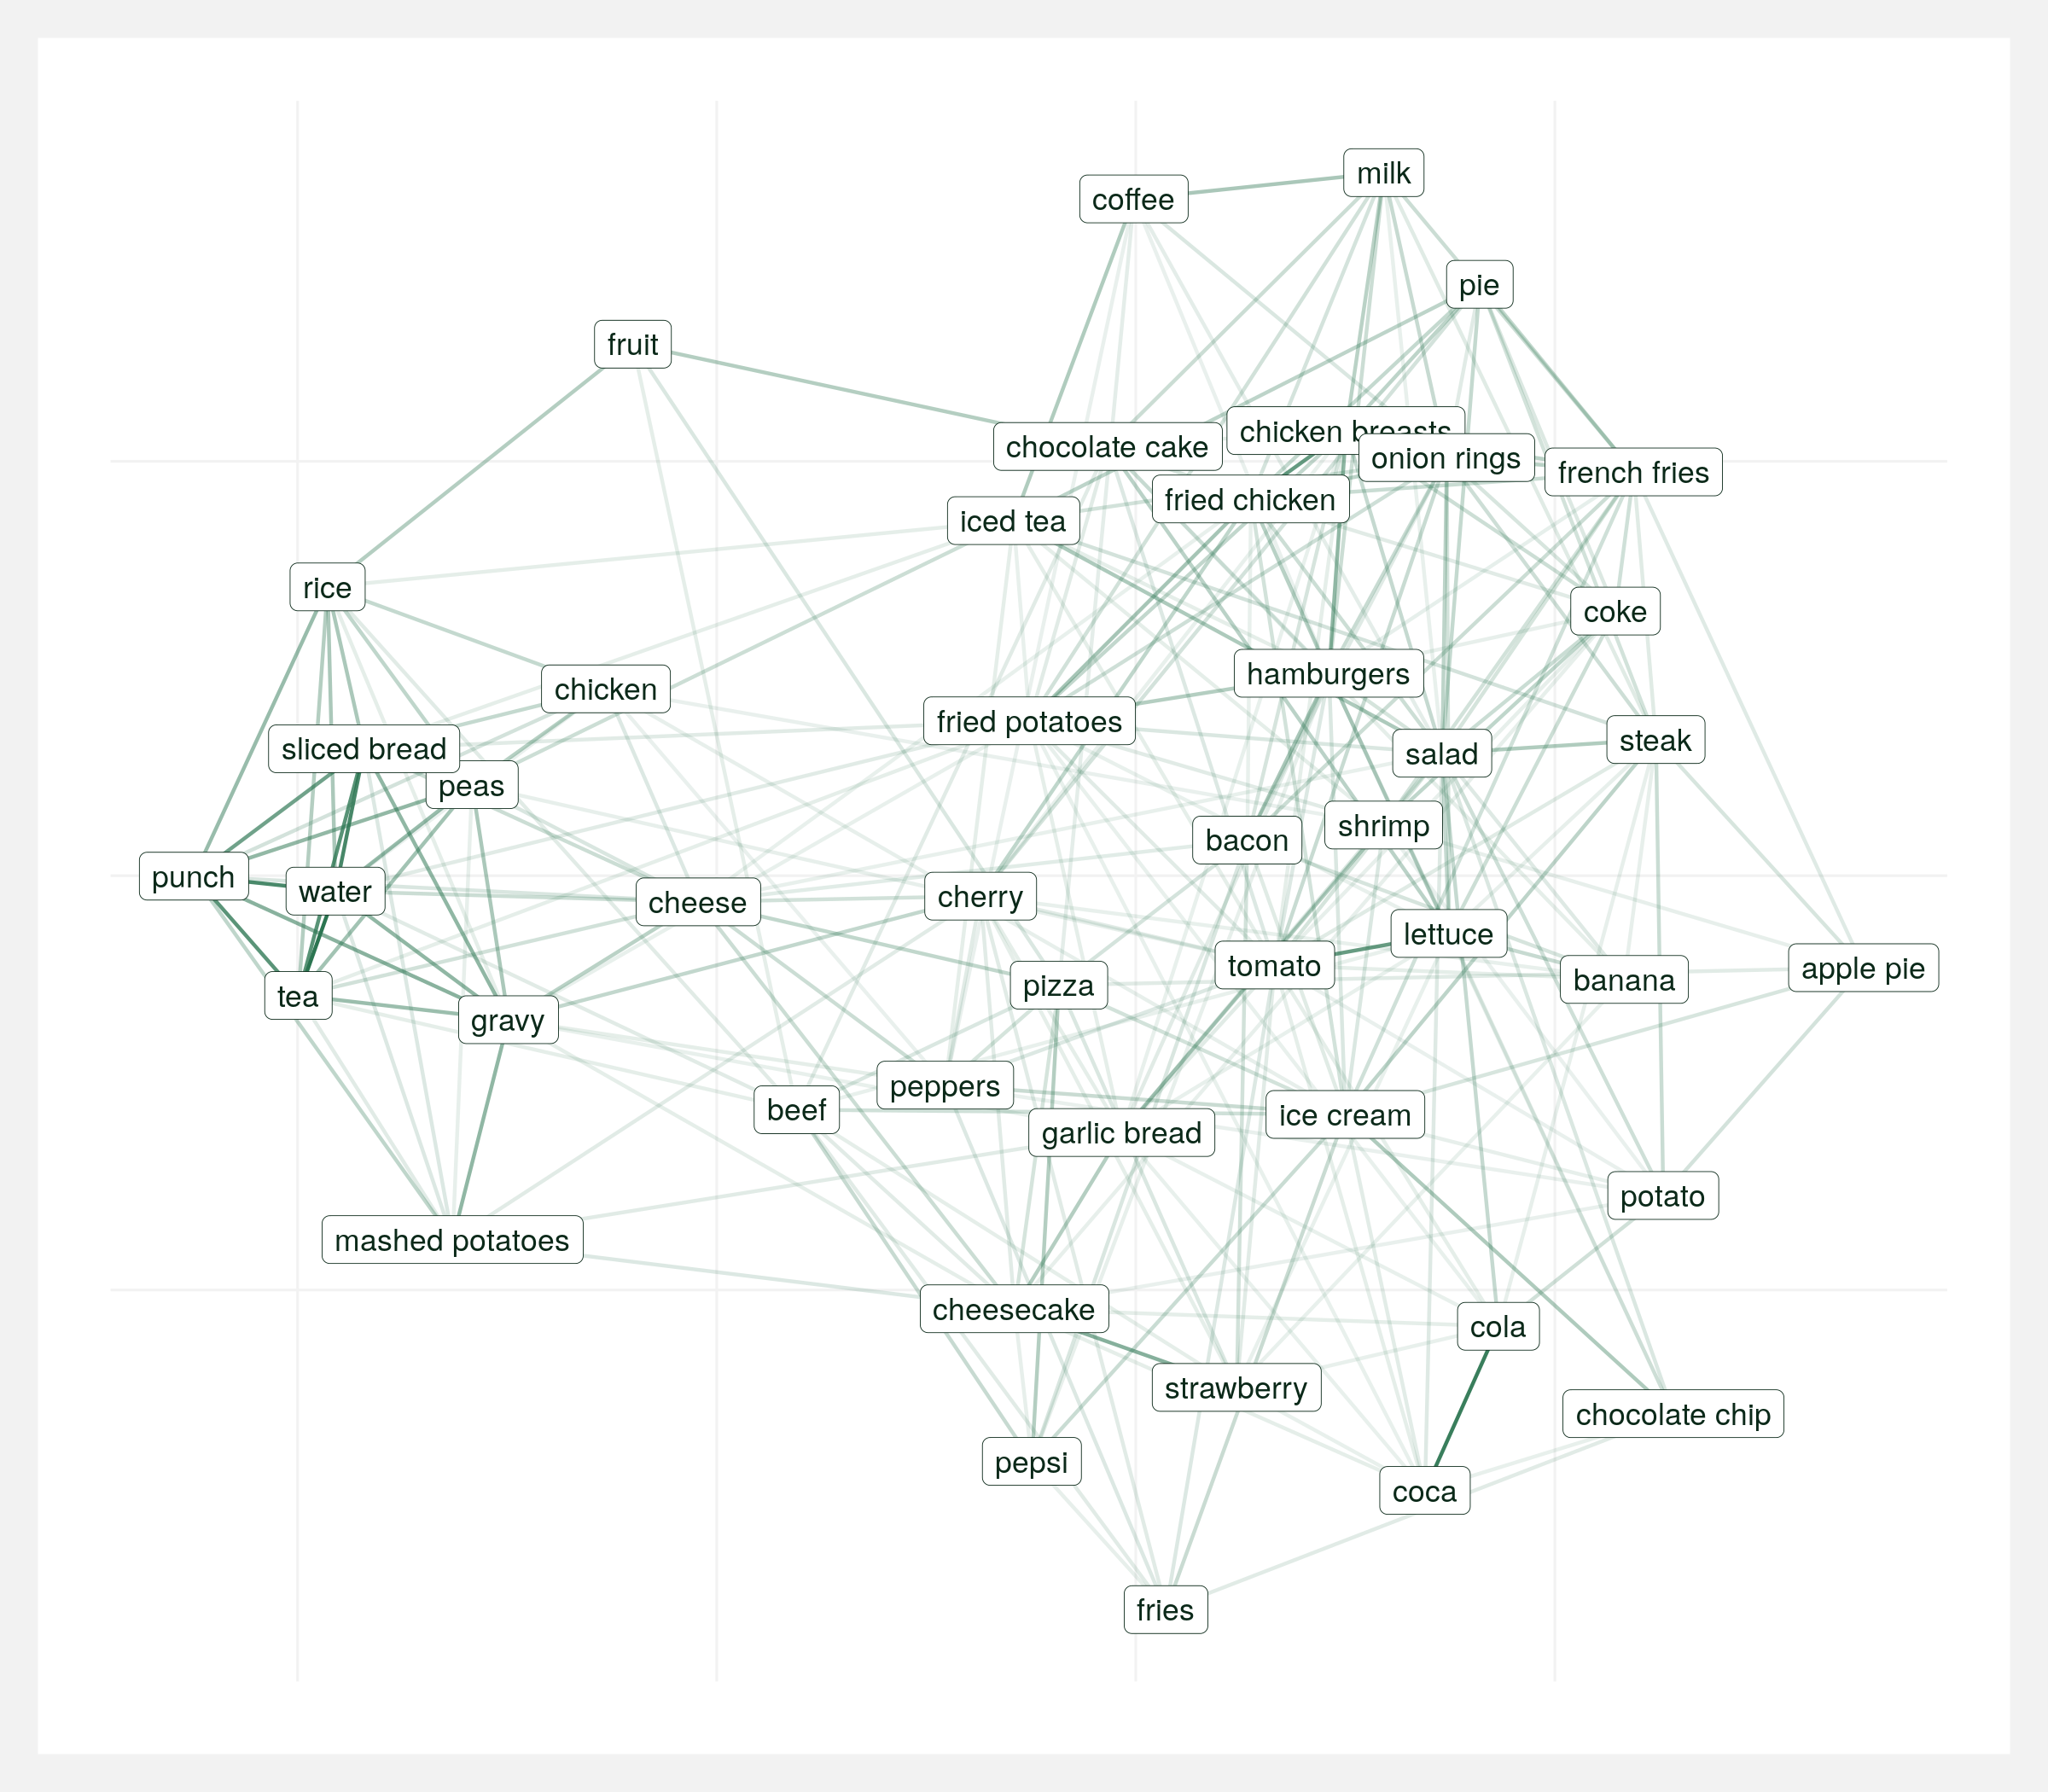 milk
coffee
pie
fruit
chicken breasts
chocolate cake
onion rings
french fries
fried chicken
iced tea
rice
coke
hamburgers
chicken
fried potatoes
steak
sliced bread
salad
peas
shrimp
bacon
punch
water
cheese
cherry
lettuce
tomato
apple pie
banana
pizza
tea
gravy
peppers
beef
ice cream
garlic bread
potato
mashed potatoes
cheesecake
cola
strawberry
chocolate chip
pepsi
coca
fries